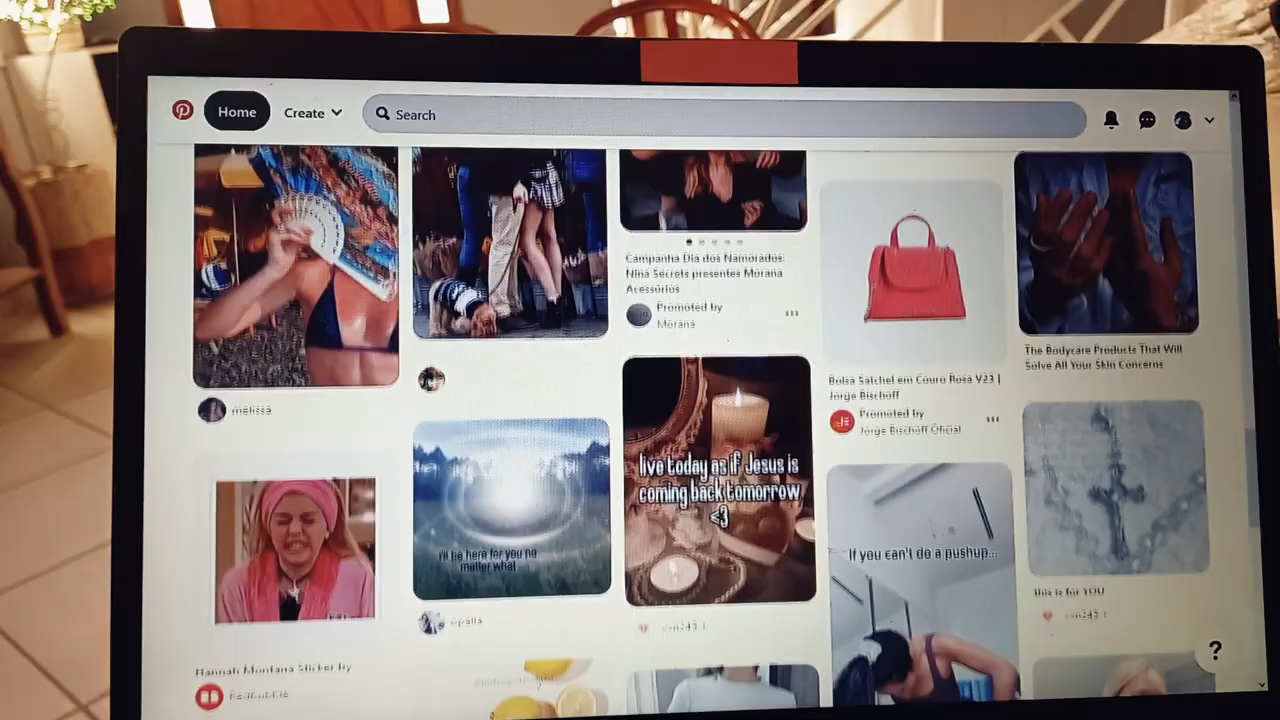 Home
Create
Search
Campanha Dia dos Namorados:
Nina Secrets presentes Morana
Acessórios
Promoted by
Morana
Bolsa Satchel em Couro Rosa V23 |
Jorge Bischoff
Promoted by
Jorge Bischoff Oficial
The Bodycare Products That Will
Solve All Your Skin Concerns
melissa
I'll be here for you no
matter what
live today as if Jesus is
coming back tomorrow
<3
If you can't do a pushup...
this is for YOU
Hannah Montana Sticker by
Redbubble
?